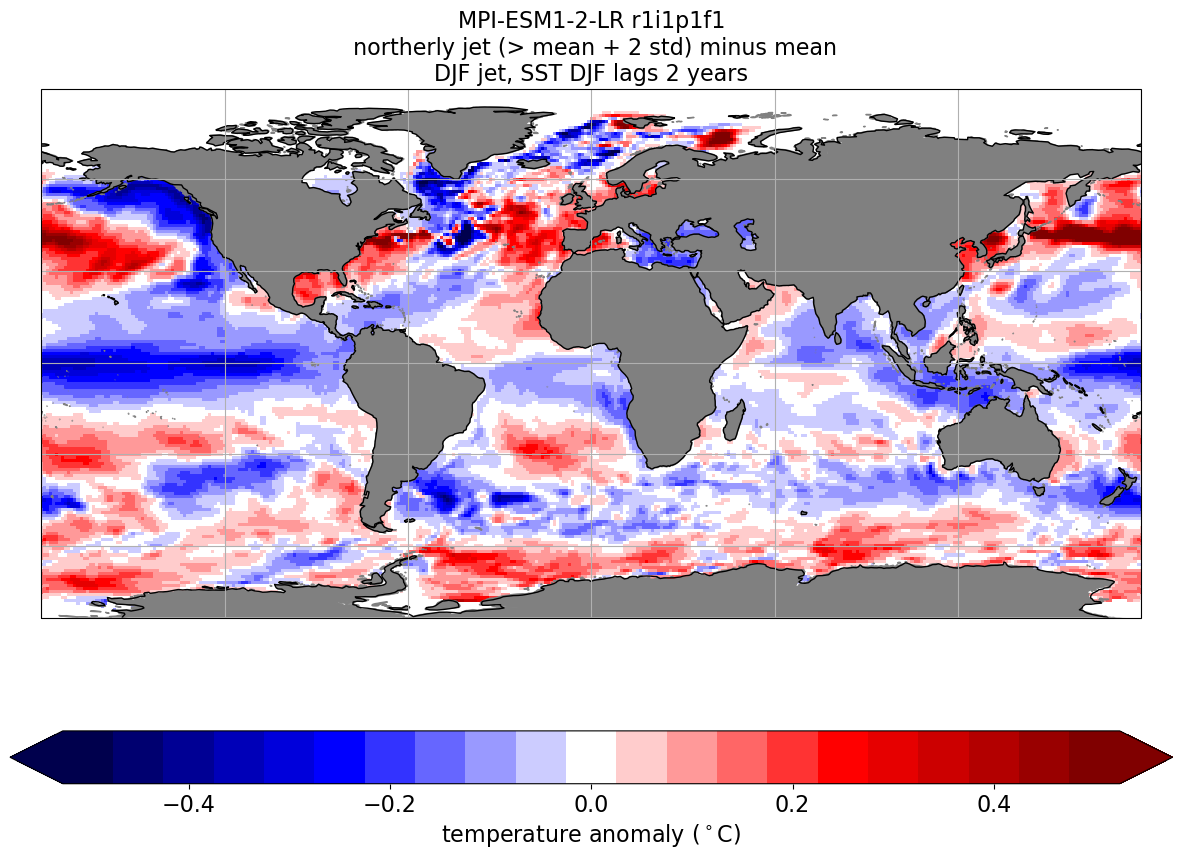 MPI-ESM1-2-LR r1i1p1f1
northerly jet (> mean + 2 std) minus mean
DJF jet, SST DJF lags 2 years
−0.4 −0.2 0.0 0.2 0.4
temperature anomaly (°C)